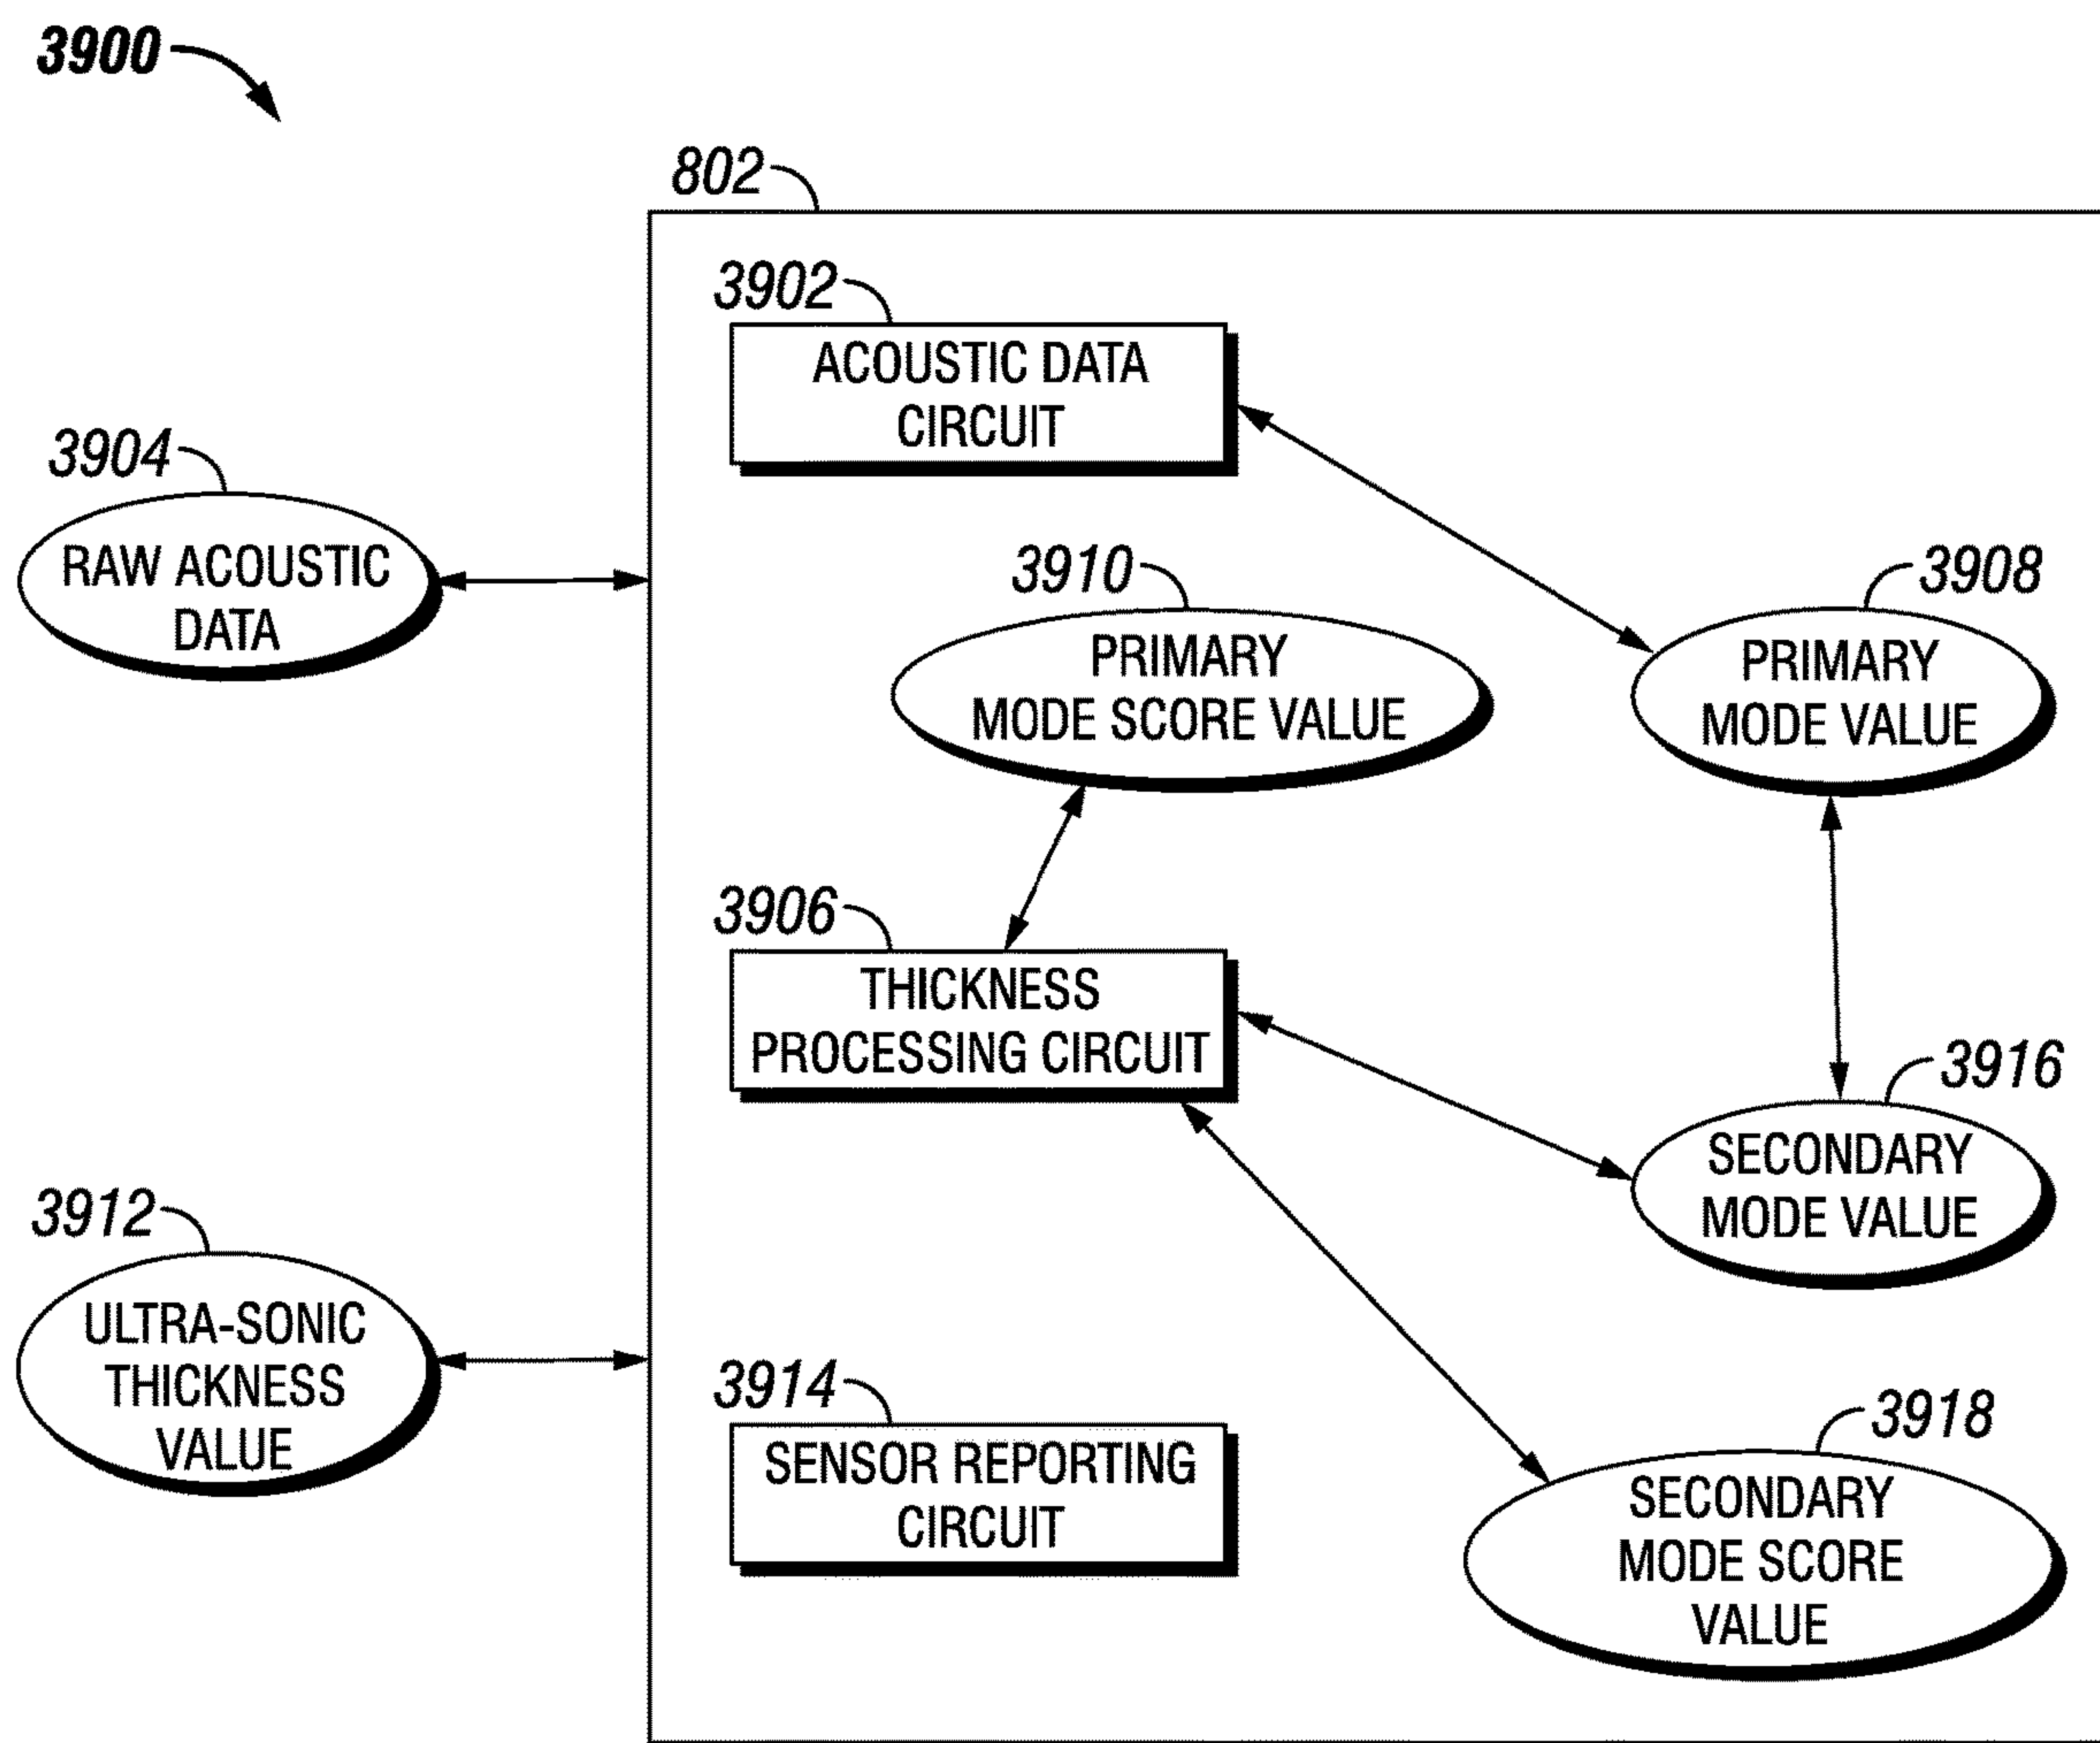 3900
802
3902
ACOUSTIC DATA
CIRCUIT
3904
RAW ACOUSTIC
DATA
3910
PRIMARY
MODE SCORE VALUE
3908
PRIMARY
MODE VALUE
3906
THICKNESS
PROCESSING CIRCUIT
3916
SECONDARY
MODE VALUE
3912
ULTRA-SONIC
THICKNESS
VALUE
3914
SENSOR REPORTING
CIRCUIT
3918
SECONDARY
MODE SCORE
VALUE